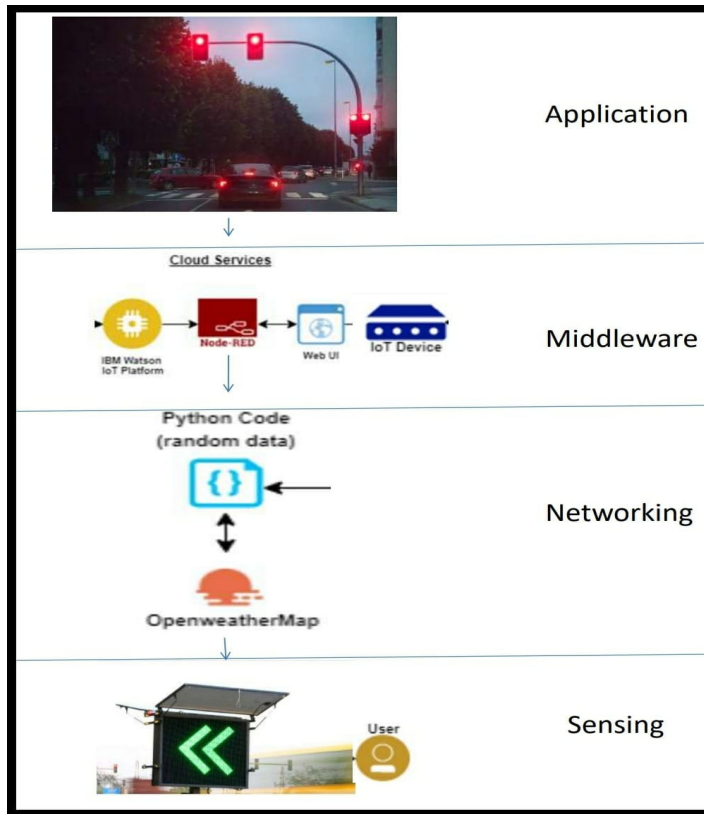 Application
Cloud Services
IBM Watson
IoT Platform
Node-RED
Web UI
IoT Device
Middleware
Python Code
(random data)
{}
Networking
OpenweatherMap
User
Sensing